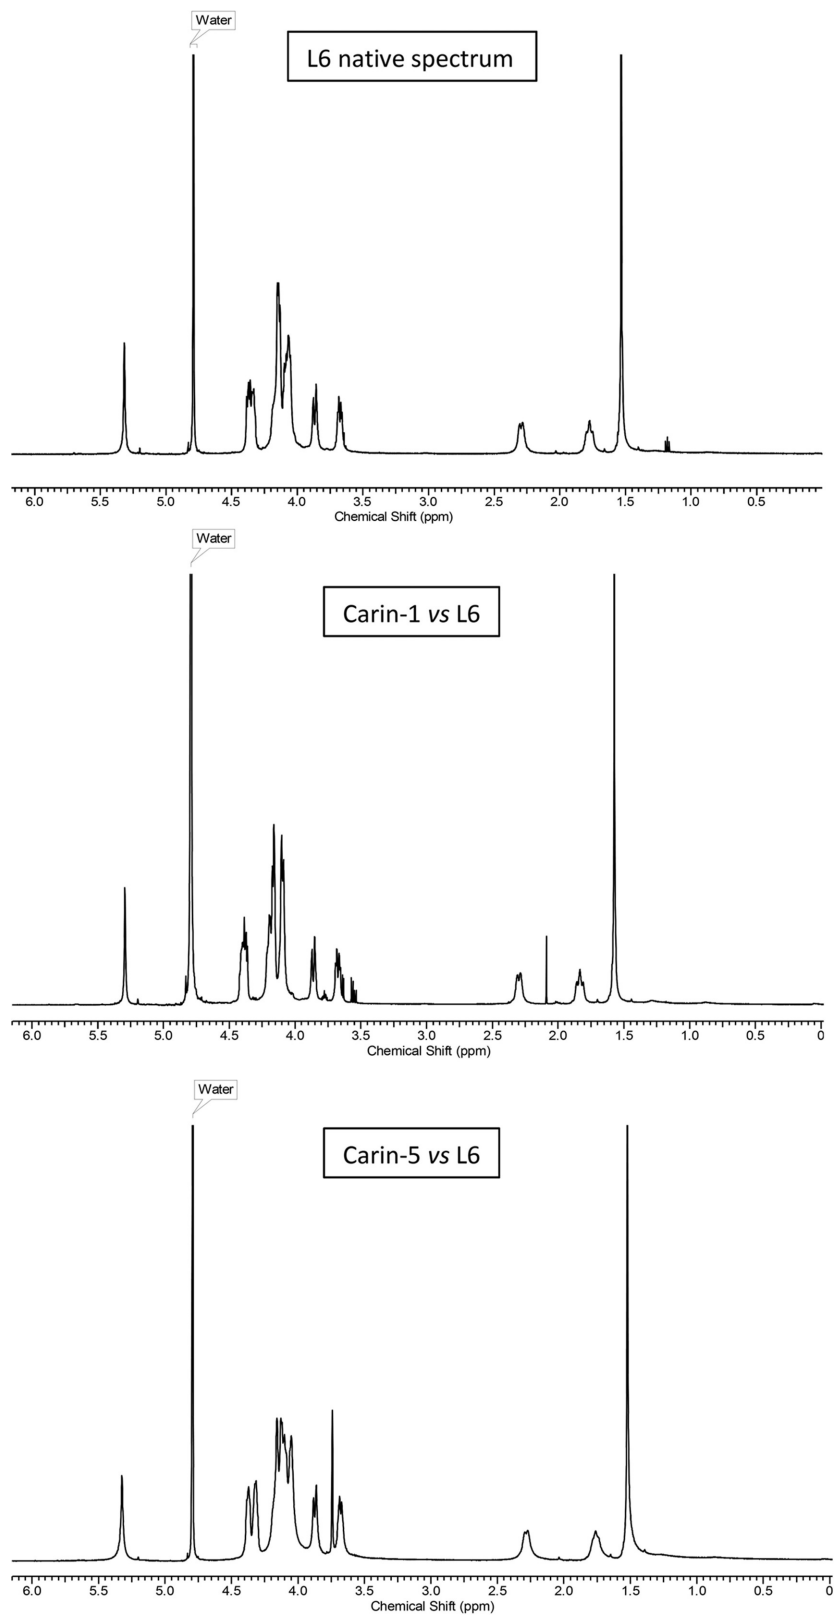 Water
L6 native spectrum
6.0 5.5 5.0 4.5 4.0 3.5 3.0 2.5 2.0 1.5 1.0 0.5
Chemical Shift (ppm)
Water
Carin-1 vs L6
6.0 5.5 5.0 4.5 4.0 3.5 3.0 2.5 2.0 1.5 1.0 0.5 0
Chemical Shift (ppm)
Water
Carin-5 vs L6
6.0 5.5 5.0 4.5 4.0 3.5 3.0 2.5 2.0 1.5 1.0 0.5 0
Chemical Shift (ppm)